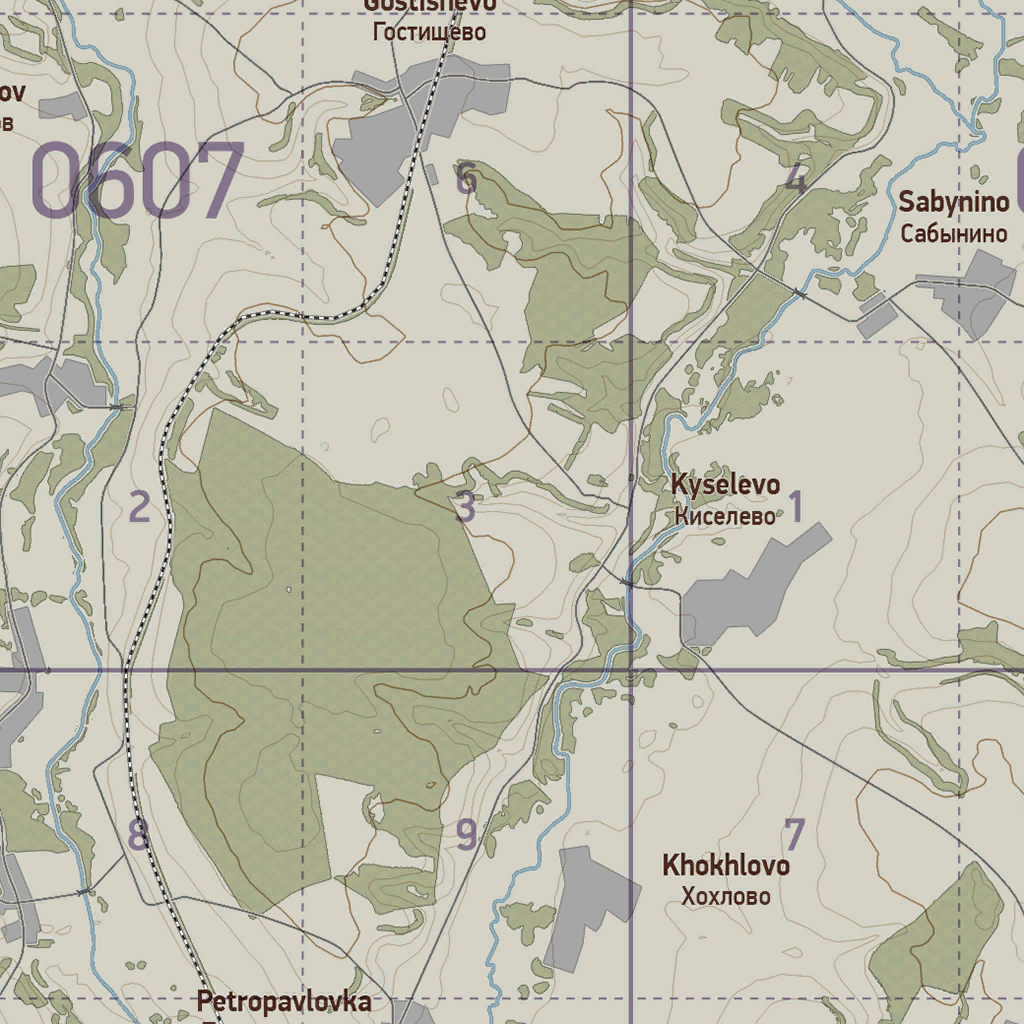 Gostishevo
Гостищево
ov
ов
0607
6
4
Sabynino
Сабынино
Kyselevo
Киселево
2
3
1
8
9
7
Khokhlovo
Хохлово
Petropavlovka